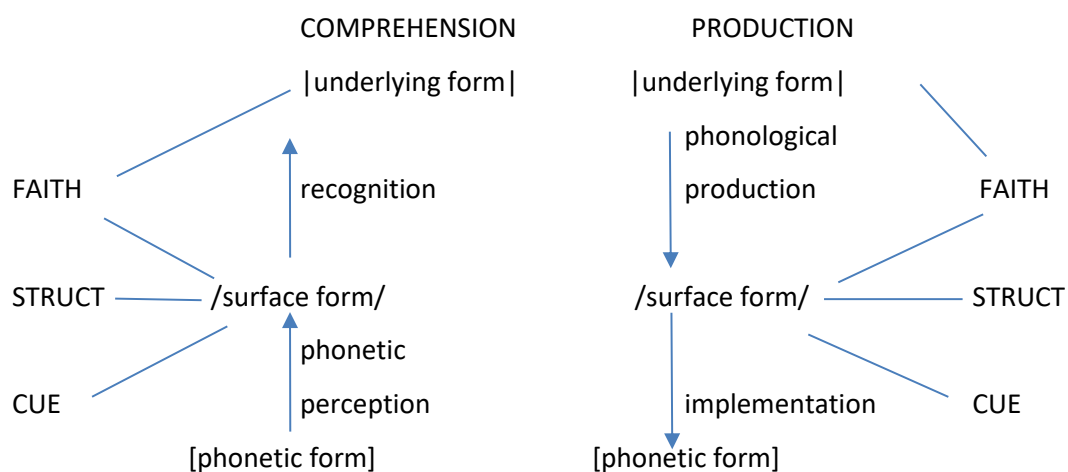 COMPREHENSION PRODUCTION
|underlying form| |underlying form|
phonological
FAITH recognition production FAITH
STRUCT /surface form/ /surface form/ STRUCT
phonetic
CUE perception implementation CUE
[phonetic form] [phonetic form]